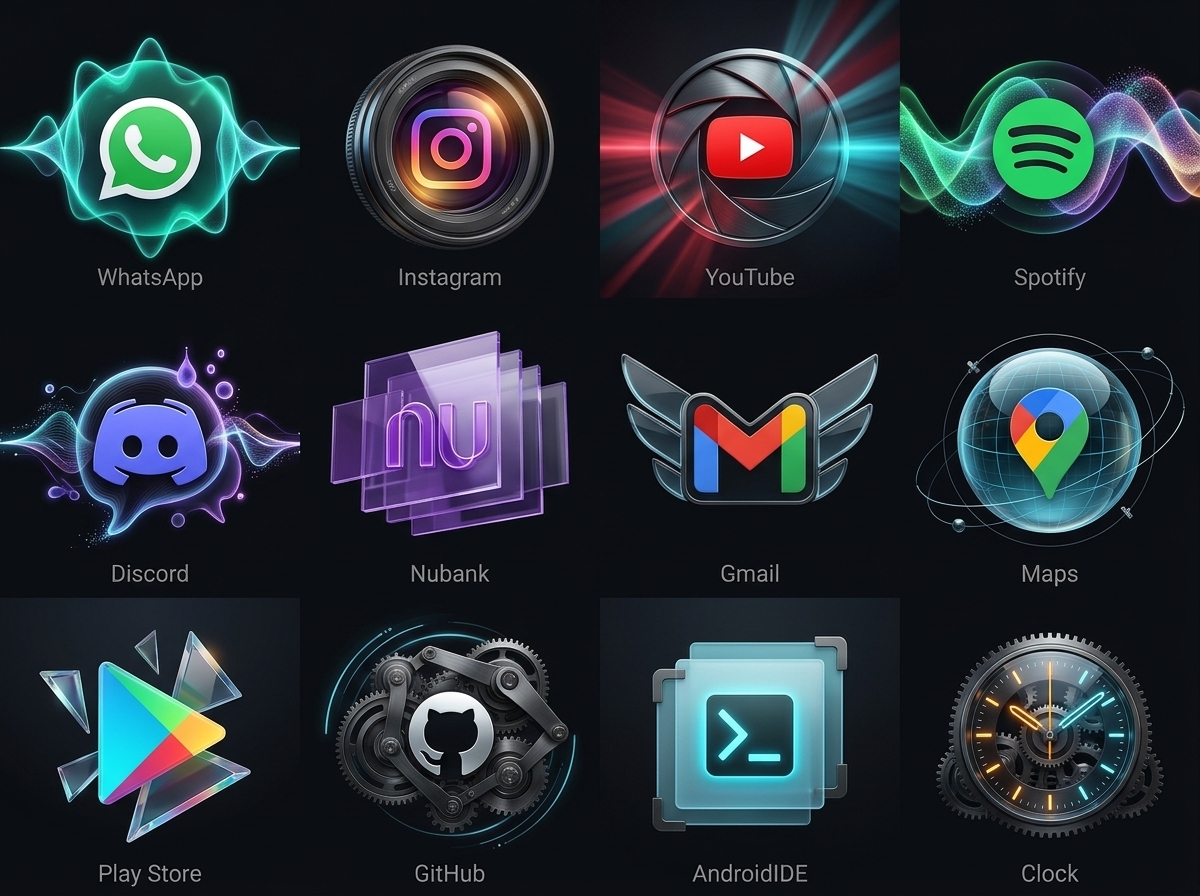 WhatsApp
Instagram
YouTube
Spotify
nu
Discord
Nubank
Gmail
Maps
Play Store
GitHub
AndroidIDE
Clock